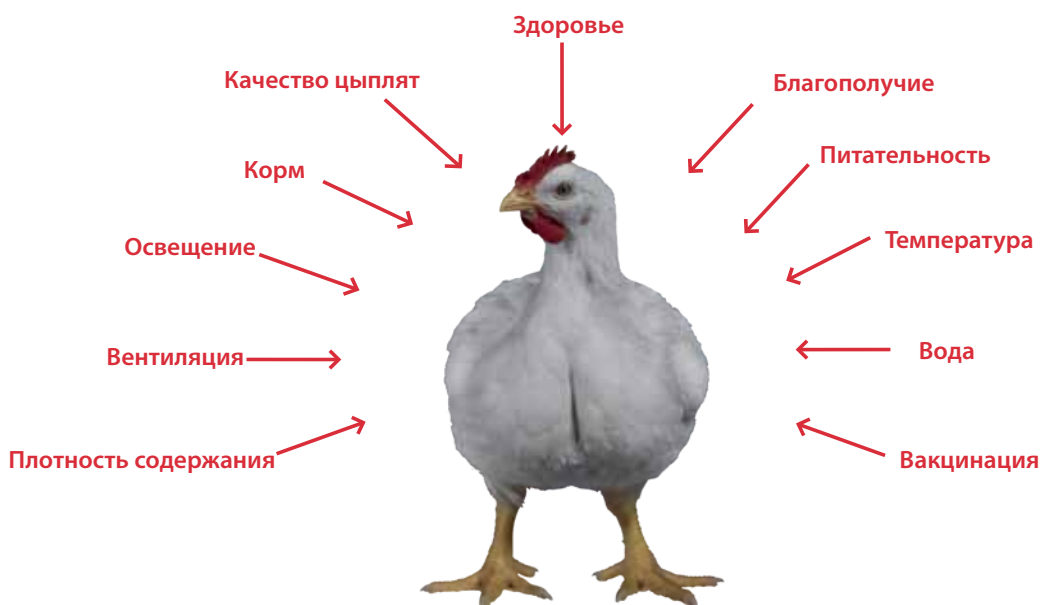 Здоровье
Качество цыплят
Благополучие
Корм
Питательность
Освещение
Температура
Вентиляция
Вода
Плотность содержания
Вакцинация